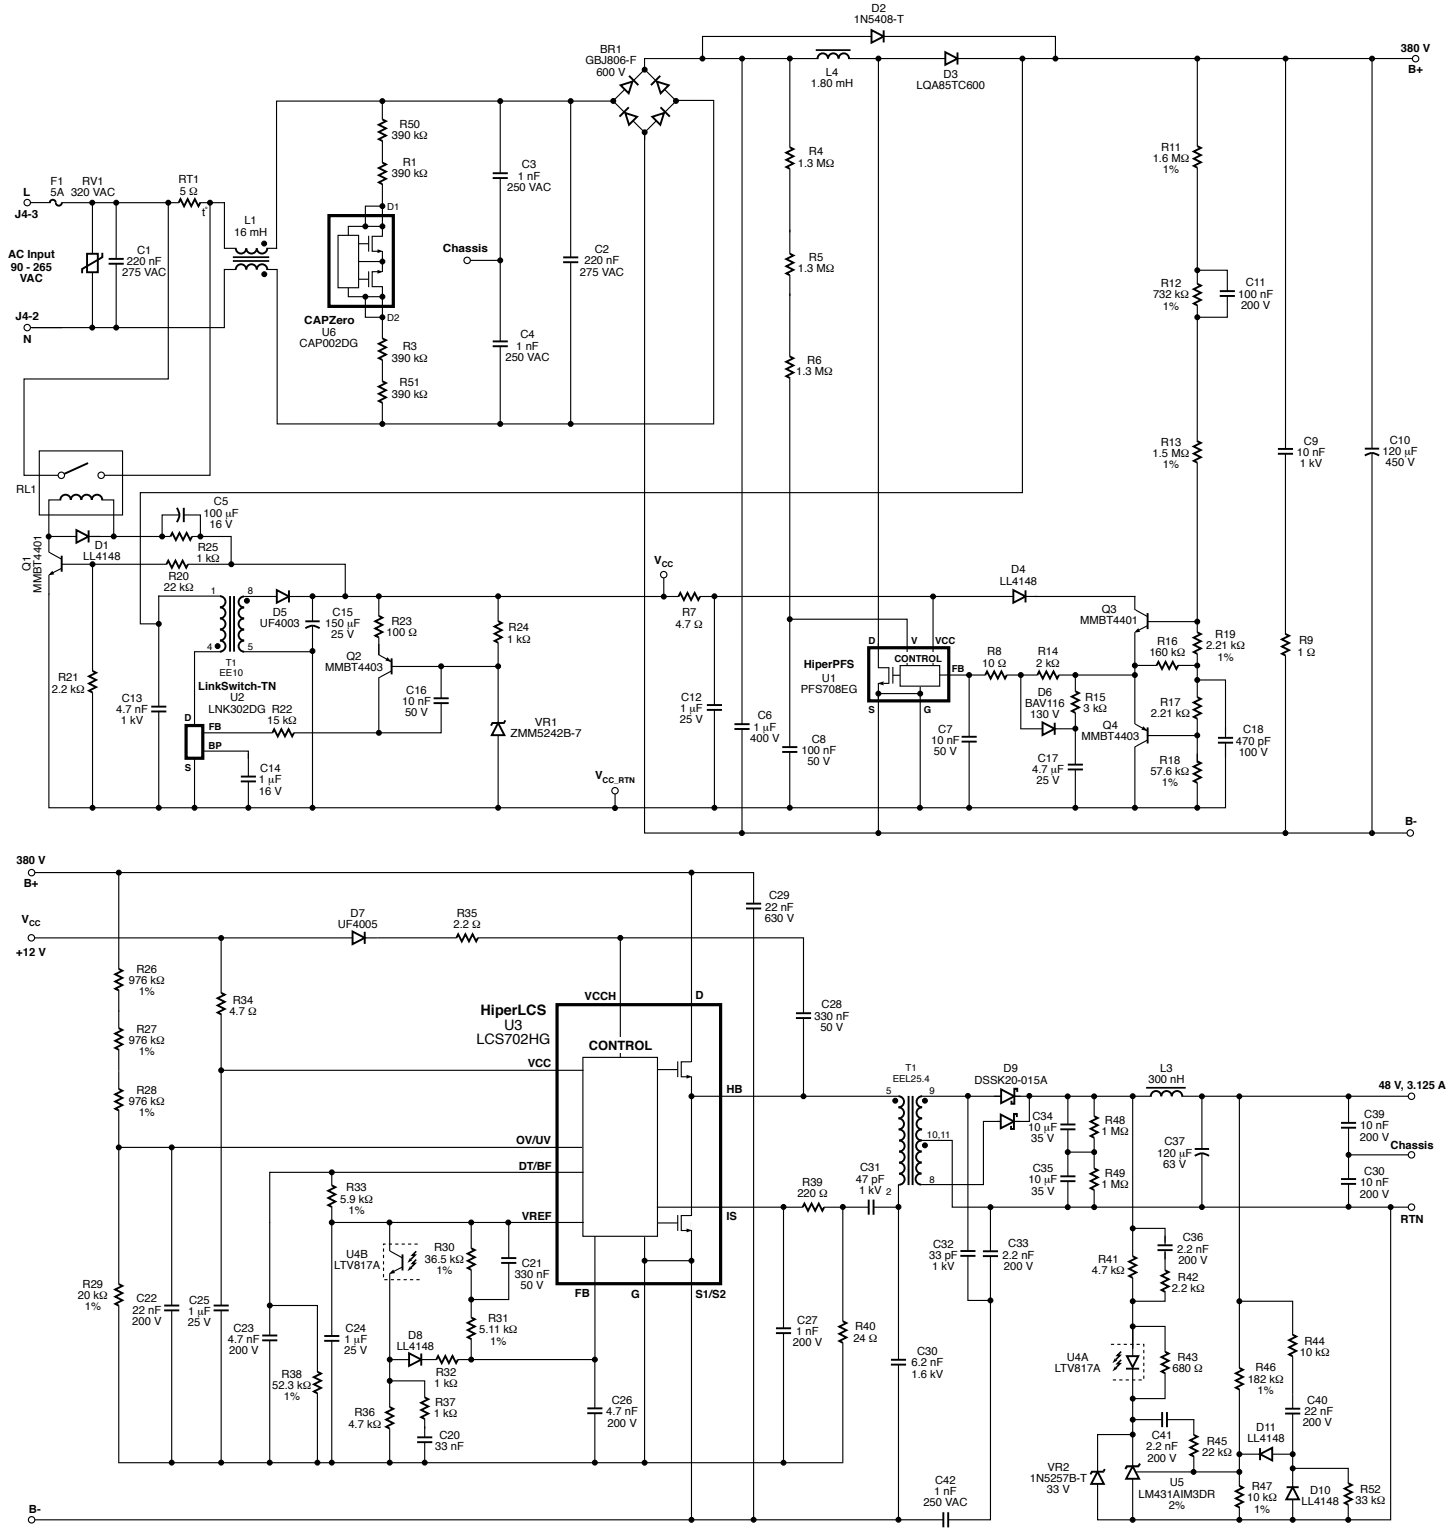 D2
1N5408-T
BR1
GBJ806-F
600 V
380 V
B+
L4
1.80 mH
D3
LQA85TC600
R50
390 kΩ
R1
390 kΩ
C3
1 nF
250 VAC
R4
1.3 MΩ
R11
1.6 MΩ
1%
F1
5A
RV1
320 VAC
RT1
5 Ω
t°
L
J4-3
L1
16 mH
D1
AC Input
90 - 265
VAC
C1
220 nF
275 VAC
Chassis
C2
220 nF
275 VAC
R5
1.3 MΩ
R12
732 kΩ
1%
C11
100 nF
200 V
J4-2
N
D2
CAPZero
U6
CAP002DG
R3
390 kΩ
C4
1 nF
250 VAC
R51
390 kΩ
R6
1.3 MΩ
R13
1.5 MΩ
1%
C9
10 nF
1 kV
C10
120 µF
450 V
RL1
C5
100 µF
16 V
Q1
MMBT4401
D1
LL4148
R25
1 kΩ
R20
22 kΩ
VCC
D4
LL4148
1
8
D5
UF4003
C15
150 µF
25 V
R23
100 Ω
R24
1 kΩ
R7
4.7 Ω
Q3
MMBT4401
4
5
T1
EE10
Q2
MMBT4403
D
V
VCC
CONTROL
FB
S
G
HiperPFS
U1
PFS708EG
R8
10 Ω
R14
2 kΩ
R16
160 kΩ
R19
2.21 kΩ
1%
R9
1 Ω
R21
2.2 kΩ
C13
4.7 nF
1 kV
LinkSwitch-TN
U2
LNK302DG
D
FB
BP
S
R22
15 kΩ
C16
10 nF
50 V
VR1
ZMM5242B-7
C12
1 µF
25 V
C6
1 µF
400 V
C8
100 nF
50 V
C7
10 nF
50 V
D6
BAV116
130 V
R15
3 kΩ
Q4
MMBT4403
R17
2.21 kΩ
C18
470 pF
100 V
C14
1 µF
16 V
C17
4.7 µF
25 V
R18
57.6 kΩ
1%
VCC_RTN
B-
380 V
B+
C29
22 nF
630 V
VCC
+12 V
D7
UF4005
R35
2.2 Ω
R26
976 kΩ
1%
R34
4.7 Ω
VCCH
D
HiperLCS
U3
LCS702HG
C28
330 nF
50 V
R27
976 kΩ
1%
CONTROL
VCC
R28
976 kΩ
1%
HB
T1
EEL25.4
5
9
D9
DSSK20-015A
L3
300 nH
48 V, 3.125 A
OV/UV
DT/BF
10,11
C34
10 µF
35 V
R48
1 MΩ
C37
120 µF
63 V
C39
10 nF
200 V
Chassis
R33
5.9 kΩ
1%
R39
220 Ω
C31
47 pF
1 kV
2
8
C35
10 µF
35 V
R49
1 MΩ
C30
10 nF
200 V
RTN
VREF
IS
U4B
LTV817A
R30
36.5 kΩ
1%
C21
330 nF
50 V
C32
33 pF
1 kV
C33
2.2 nF
200 V
R41
4.7 kΩ
C36
2.2 nF
200 V
R42
2.2 kΩ
FB
G
S1/S2
R29
20 kΩ
1%
C22
22 nF
200 V
C25
1 µF
25 V
C23
4.7 nF
200 V
C24
1 µF
25 V
R31
5.11 kΩ
1%
D8
LL4148
C27
1 nF
200 V
R40
24 Ω
C30
6.2 nF
1.6 kV
U4A
LTV817A
R43
680 Ω
R46
182 kΩ
1%
R44
10 kΩ
R38
52.3 kΩ
1%
R32
1 kΩ
R36
4.7 kΩ
R37
1 kΩ
C20
33 nF
C26
4.7 nF
200 V
C40
22 nF
200 V
C41
2.2 nF
200 V
R45
22 kΩ
D11
LL4148
VR2
1N5257B-T
33 V
U5
LM431AIM3DR
2%
R47
10 kΩ
1%
D10
LL4148
R52
33 kΩ
C42
1 nF
250 VAC
B-